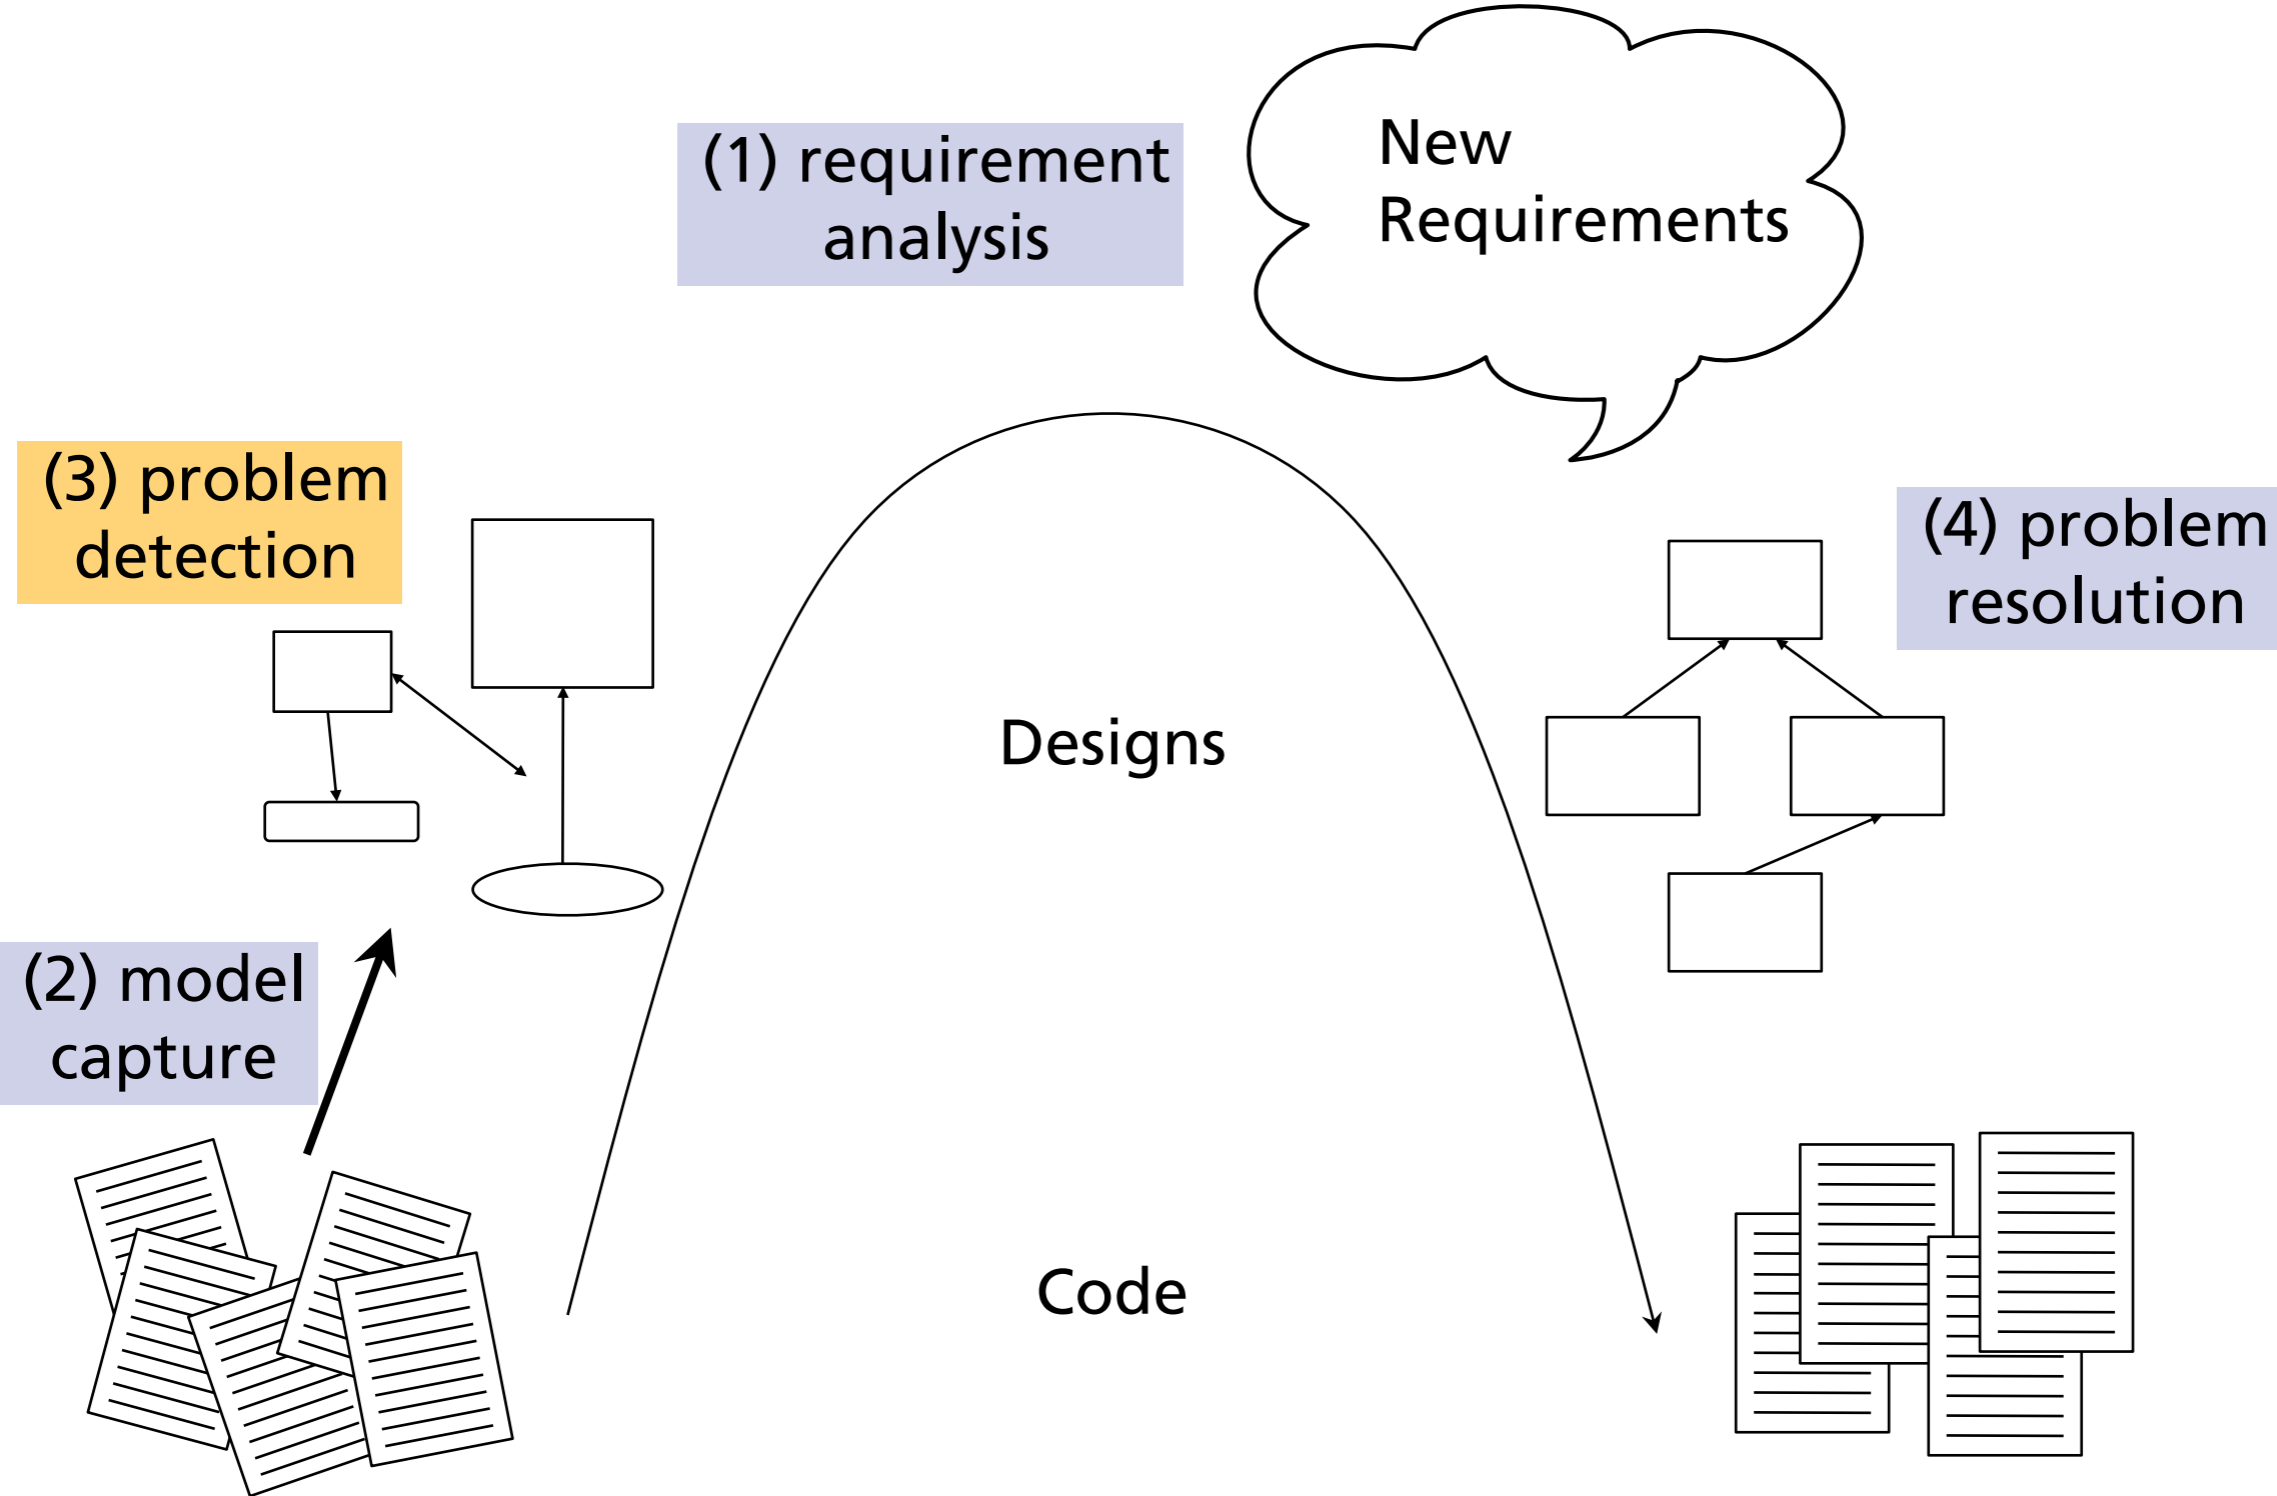 (1) requirement
analysis
New
Requirements
(3) problem
detection
(4) problem
resolution
Designs
(2) model
capture
Code